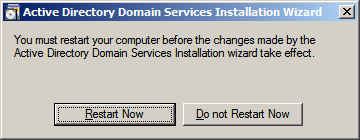 Active Directory Domain Services Installation Wizard
You must restart your computer before the changes made by the
Active Directory Domain Services Installation wizard take effect.
Restart Now
Do not Restart Now